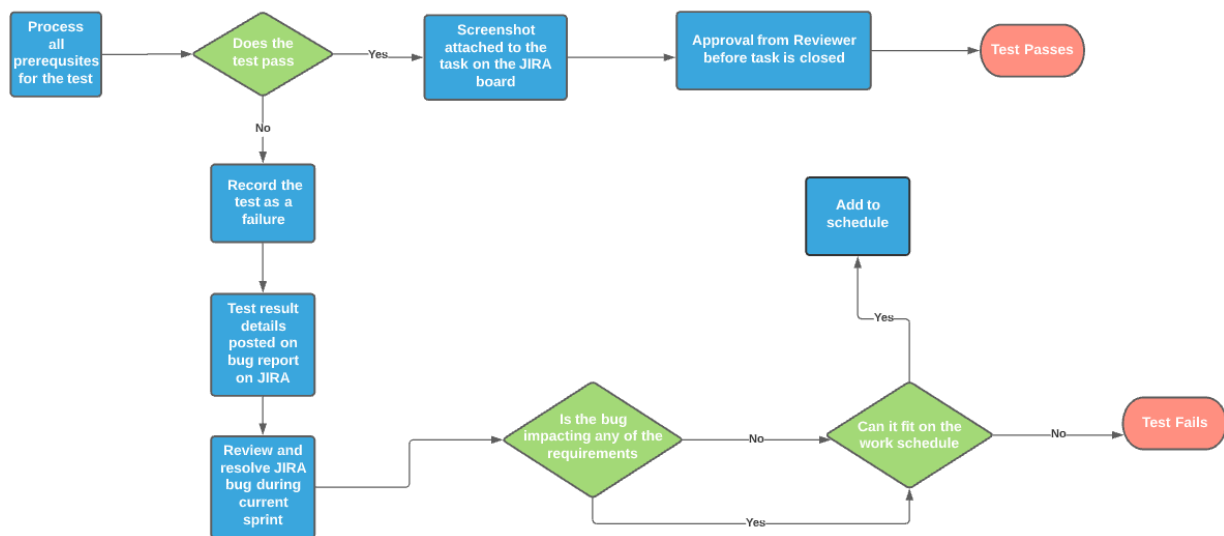 Process
all
prerequsites
for the test
Does the
test pass
Yes
Screenshot
attached to the
task on the JIRA
board
Approval from Reviewer
before task is closed
Test Passes
No
Record the
test as a
failure
Add to
schedule
Test result
details
posted on
bug report
on JIRA
Yes
Is the bug
impacting any of the
requirements
No
Can it fit on the
work schedule
No
Test Fails
Review and
resolve JIRA
bug during
current
sprint
Yes